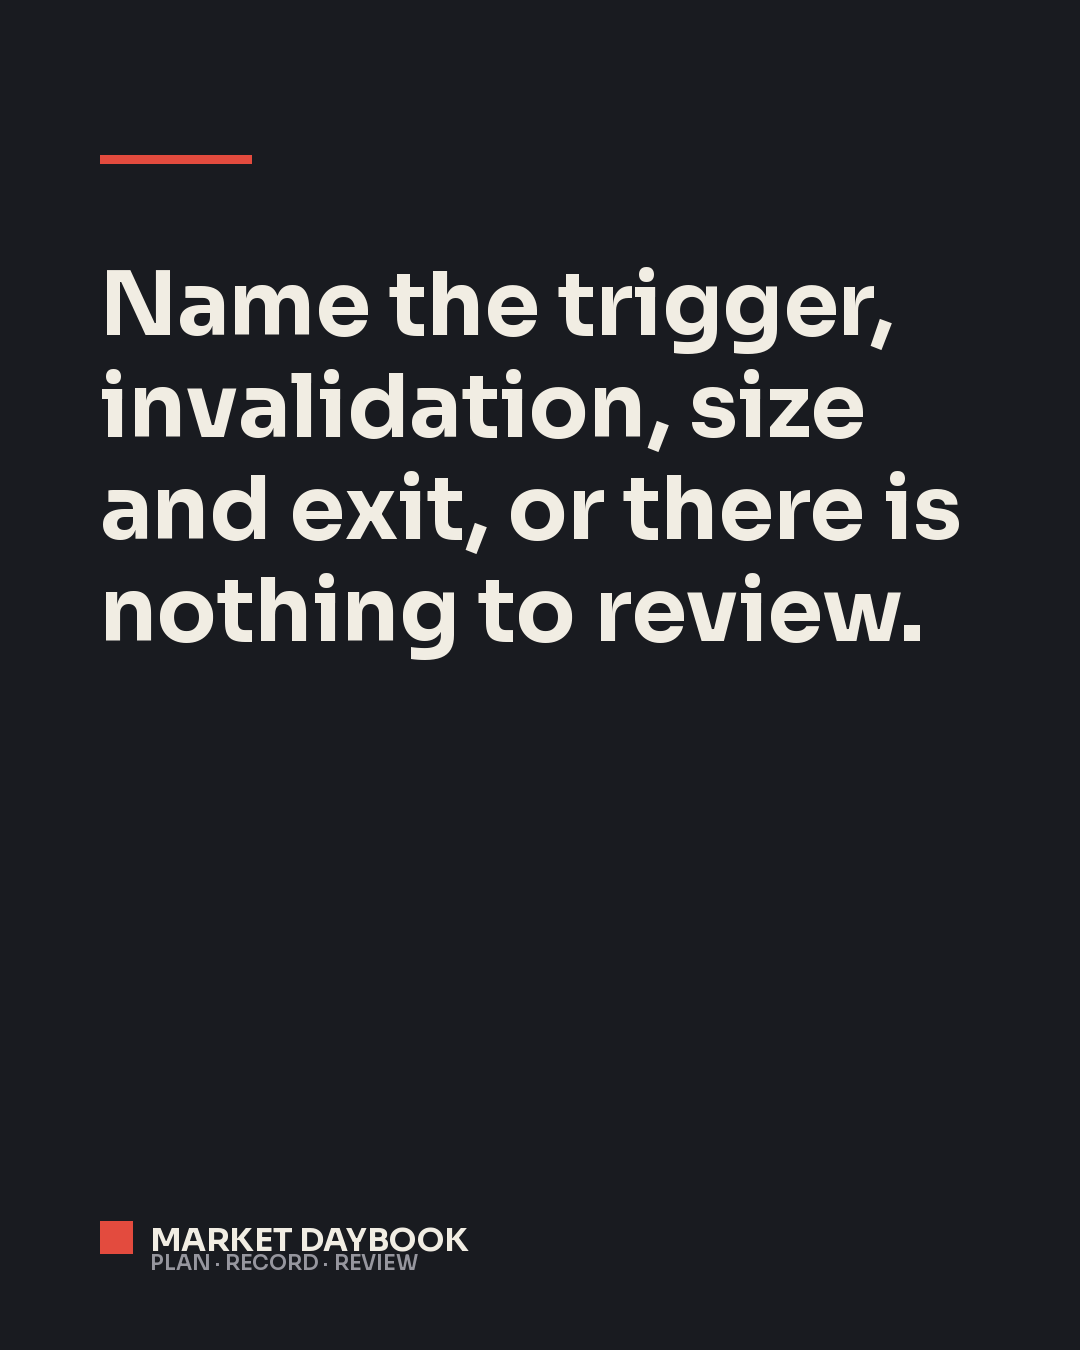 Name the trigger,
invalidation, size
and exit, or there is
nothing to review.
MARKET DAYBOOK
PLAN · RECORD · REVIEW